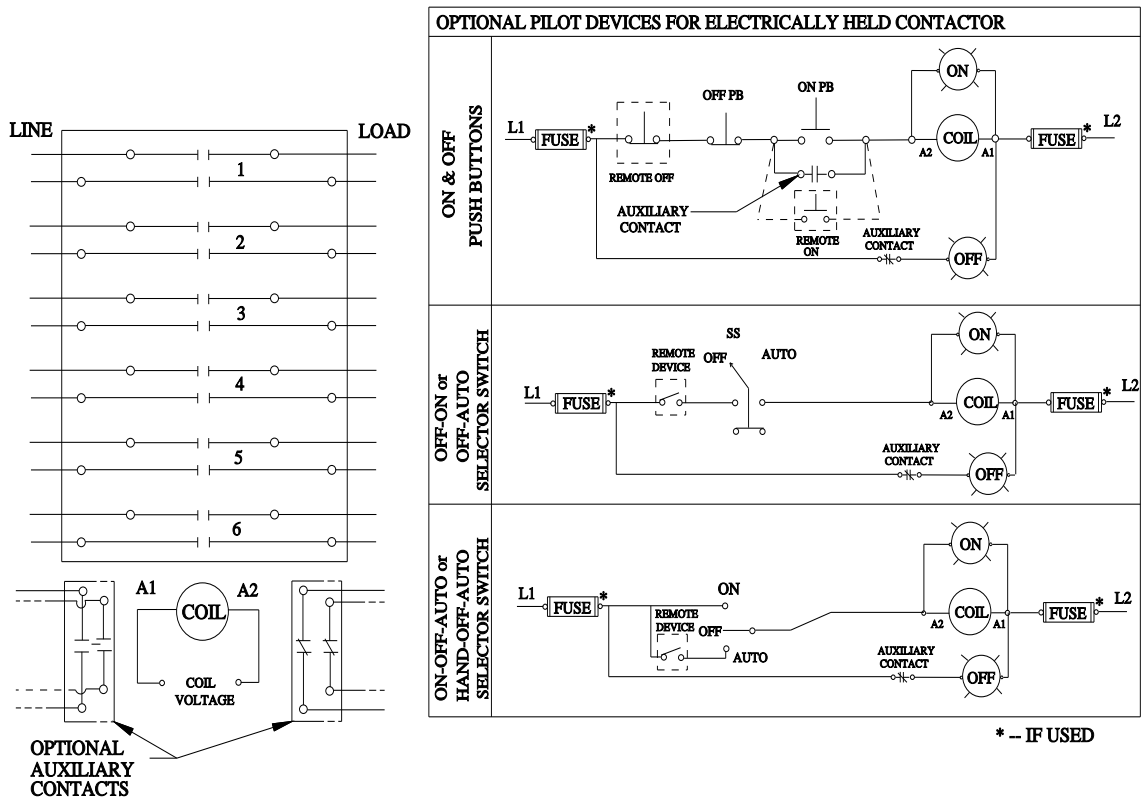 OPTIONAL PILOT DEVICES FOR ELECTRICALLY HELD CONTACTOR
LINE
LOAD
1
2
3
4
5
6
A1
A2
COIL
COIL
VOLTAGE
OPTIONAL
AUXILIARY
CONTACTS
ON & OFF
PUSH BUTTONS
L1
FUSE
*
REMOTE OFF
OFF PB
ON PB
AUXILIARY
CONTACT
REMOTE
ON
AUXILIARY
CONTACT
ON
COIL
A2
A1
OFF
FUSE
*
L2
OFF-ON or
OFF-AUTO
SELECTOR SWITCH
L1
FUSE
*
REMOTE
DEVICE
SS
OFF
AUTO
AUXILIARY
CONTACT
ON
COIL
A2
A1
OFF
FUSE
*
L2
ON-OFF-AUTO or
HAND-OFF-AUTO
SELECTOR SWITCH
L1
FUSE
*
REMOTE
DEVICE
ON
OFF
AUTO
AUXILIARY
CONTACT
ON
COIL
A2
A1
OFF
FUSE
*
L2
* -- IF USED